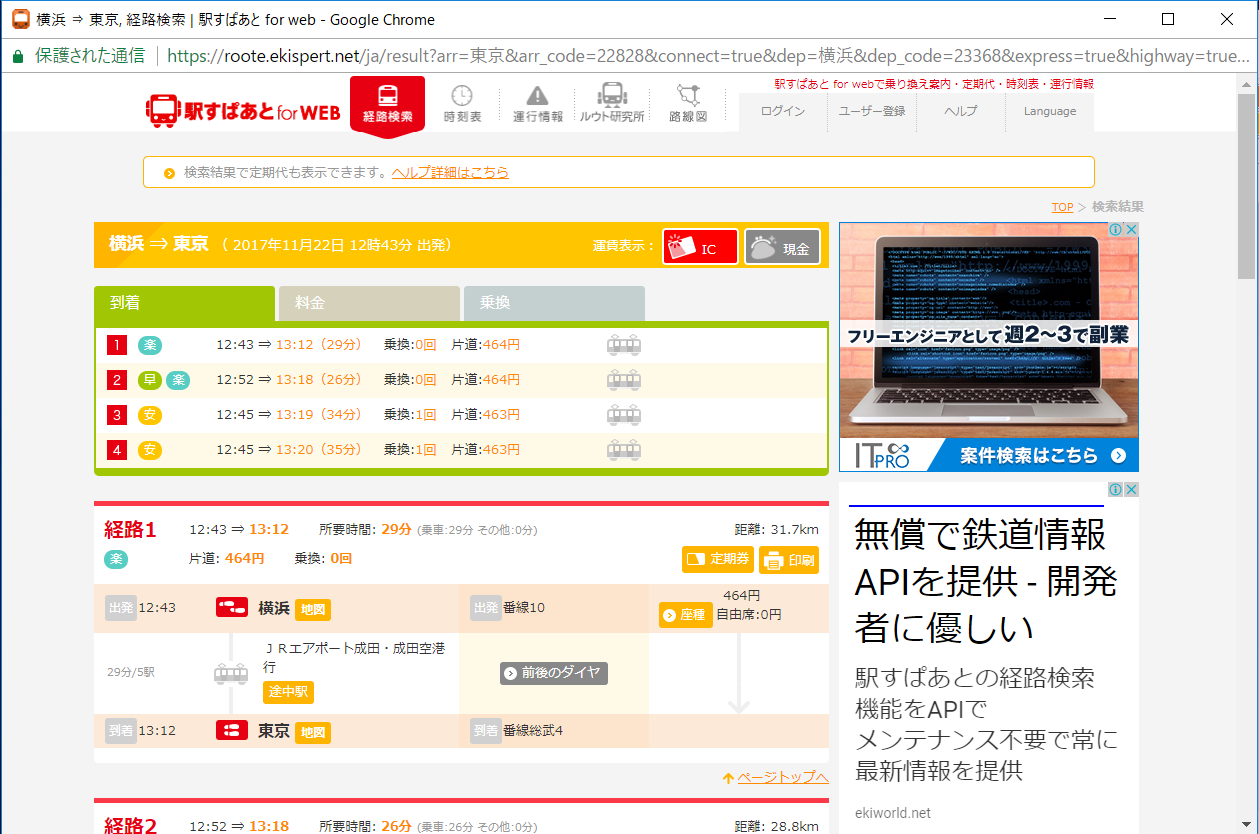 横浜 ⇒ 東京, 経路検索 | 駅すぱあと for web - Google Chrome
保護された通信 https://roote.ekispert.net/ja/result?arr=東京&arr_code=22828&connect=true&dep=横浜&dep_code=23368&express=true&highway=true...
駅すぱあと for webで乗り換え案内・定期代・時刻表・運行情報
駅すぱあと for WEB 経路検索 時刻表 運行情報 ルウト研究所 路線図 ログイン ユーザー登録 ヘルプ Language
検索結果で定期代も表示できます。ヘルプ詳細はこちら
TOP > 検索結果
横浜 ⇒ 東京 （ 2017年11月22日 12時43分 出発） 運賃表示： IC 現金
到着 料金 乗換
1 楽 12:43 ⇒ 13:12（29分） 乗換:0回 片道:464円
2 早 楽 12:52 ⇒ 13:18（26分） 乗換:0回 片道:464円
3 安 12:45 ⇒ 13:19（34分） 乗換:1回 片道:463円
4 安 12:45 ⇒ 13:20（35分） 乗換:1回 片道:463円
経路1 12:43 ⇒ 13:12 所要時間: 29分 (乗車:29分 その他:0分) 距離: 31.7km
楽 片道: 464円 乗換: 0回 定期券 印刷
出発 12:43 横浜 地図 出発 番線10 座種 464円
自由席:0円
29分/5駅 ＪＲエアポート成田・成田空港
行
途中駅 前後のダイヤ
到着 13:12 東京 地図 到着 番線総武4
ページトップへ
経路2 12:52 ⇒ 13:18 所要時間: 26分 (乗車:26分 その他:0分) 距離: 28.8km
フリーエンジニアとして週2〜3で副業
IT PRO 案件検索はこちら
無償で鉄道情報
APIを提供 - 開発
者に優しい
駅すぱあとの経路検索
機能をAPIで
メンテナンス不要で常に
最新情報を提供
ekiworld.net